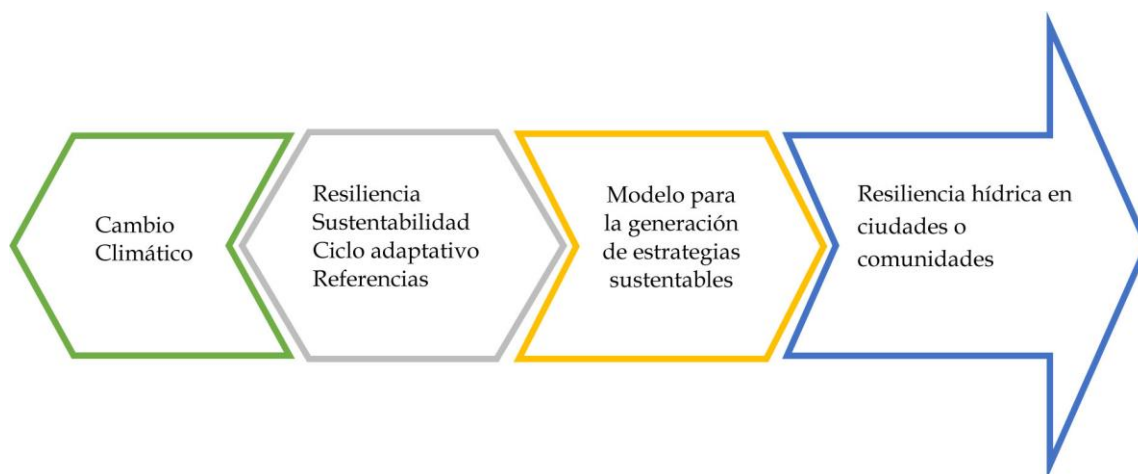 Cambio
Climático
Resiliencia
Sustentabilidad
Ciclo adaptativo
Referencias
Modelo para
la generación
de estrategias
sustentables
Resiliencia hídrica en
ciudades o
comunidades